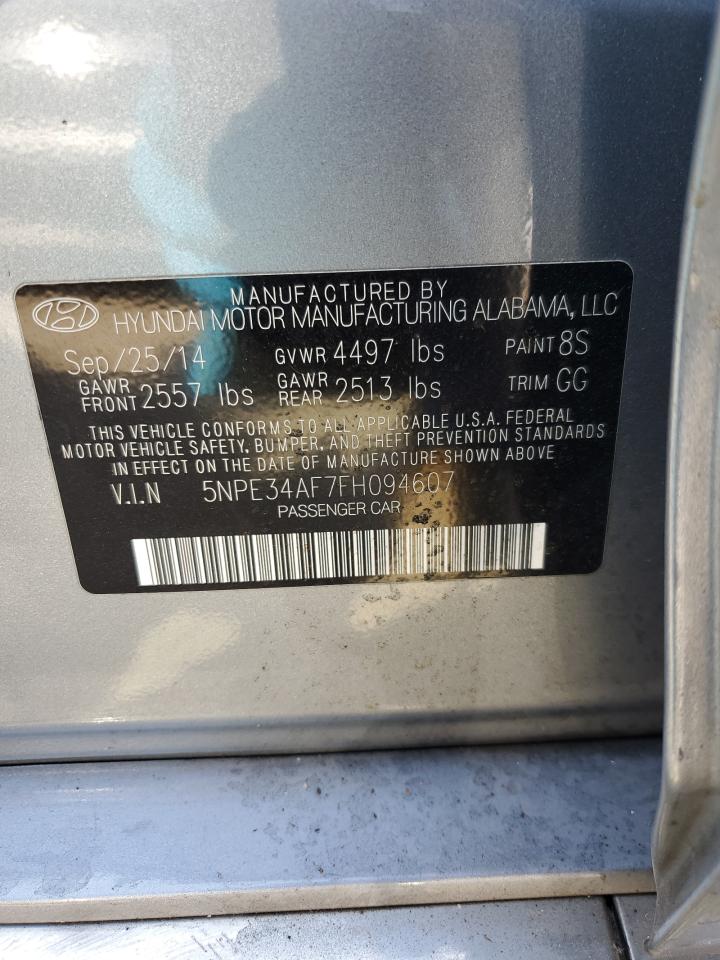 MANUFACTURED BY
HYUNDAI MOTOR MANUFACTURING ALABAMA, LLC
Sep/25/14 GVWR 4497 lbs PAINT 8S
GAWR FRONT 2557 lbs GAWR REAR 2513 lbs TRIM GG
THIS VEHICLE CONFORMS TO ALL APPLICABLE U.S.A. FEDERAL
MOTOR VEHICLE SAFETY, BUMPER, AND THEFT PREVENTION STANDARDS
IN EFFECT ON THE DATE OF MANUFACTURE SHOWN ABOVE
V.I.N 5NPE34AF7FH094607
PASSENGER CAR